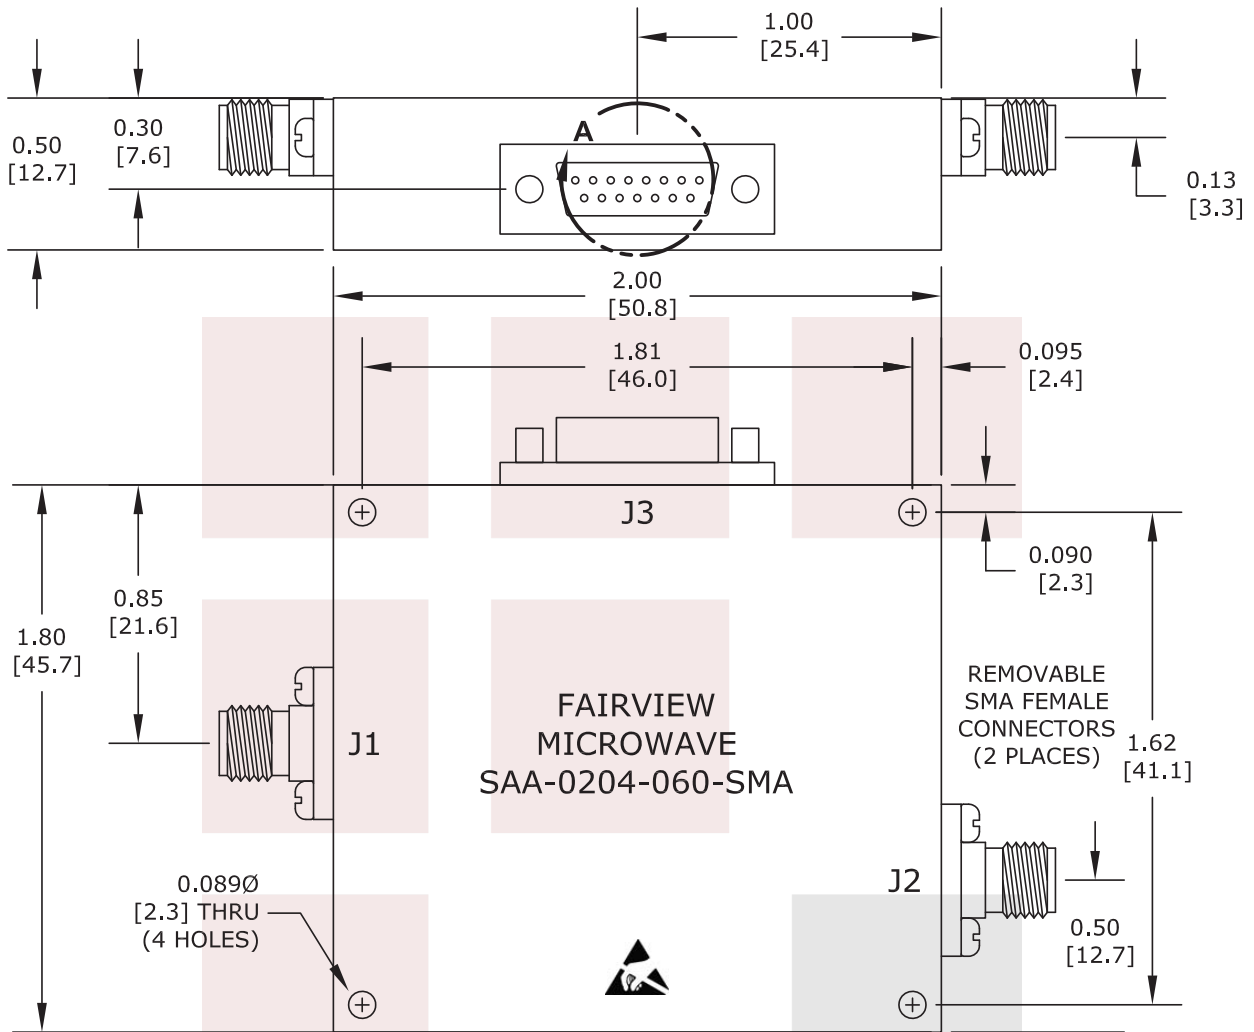 1.00
[25.4]
0.50
[12.7]
0.30
[7.6]
A
0.13
[3.3]
2.00
[50.8]
1.81
[46.0]
0.095
[2.4]
J3
0.090
[2.3]
0.85
[21.6]
1.80
[45.7]
J1
FAIRVIEW
MICROWAVE
SAA-0204-060-SMA
REMOVABLE
SMA FEMALE
CONNECTORS
(2 PLACES)
1.62
[41.1]
J2
0.089Ø
[2.3] THRU
(4 HOLES)
0.50
[12.7]